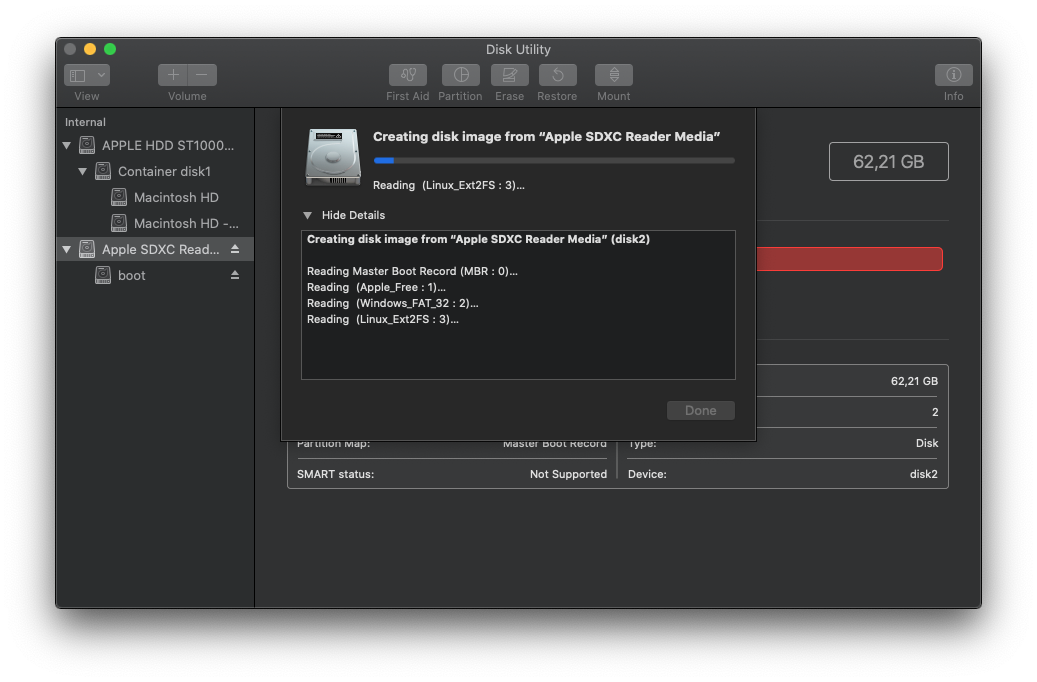 Disk Utility
View
Volume
First Aid
Partition
Erase
Restore
Mount
Info
Internal
APPLE HDD ST1000...
Container disk1
Macintosh HD
Macintosh HD -...
Apple SDXC Read...
boot
Creating disk image from “Apple SDXC Reader Media”
Reading (Linux_Ext2FS : 3)...
Hide Details
Creating disk image from “Apple SDXC Reader Media” (disk2)
Reading Master Boot Record (MBR : 0)...
Reading (Apple_Free : 1)...
Reading (Windows_FAT_32 : 2)...
Reading (Linux_Ext2FS : 3)...
Done
62,21 GB
62,21 GB
2
Partition Map: Master Boot Record
Type: Disk
SMART status: Not Supported
Device: disk2